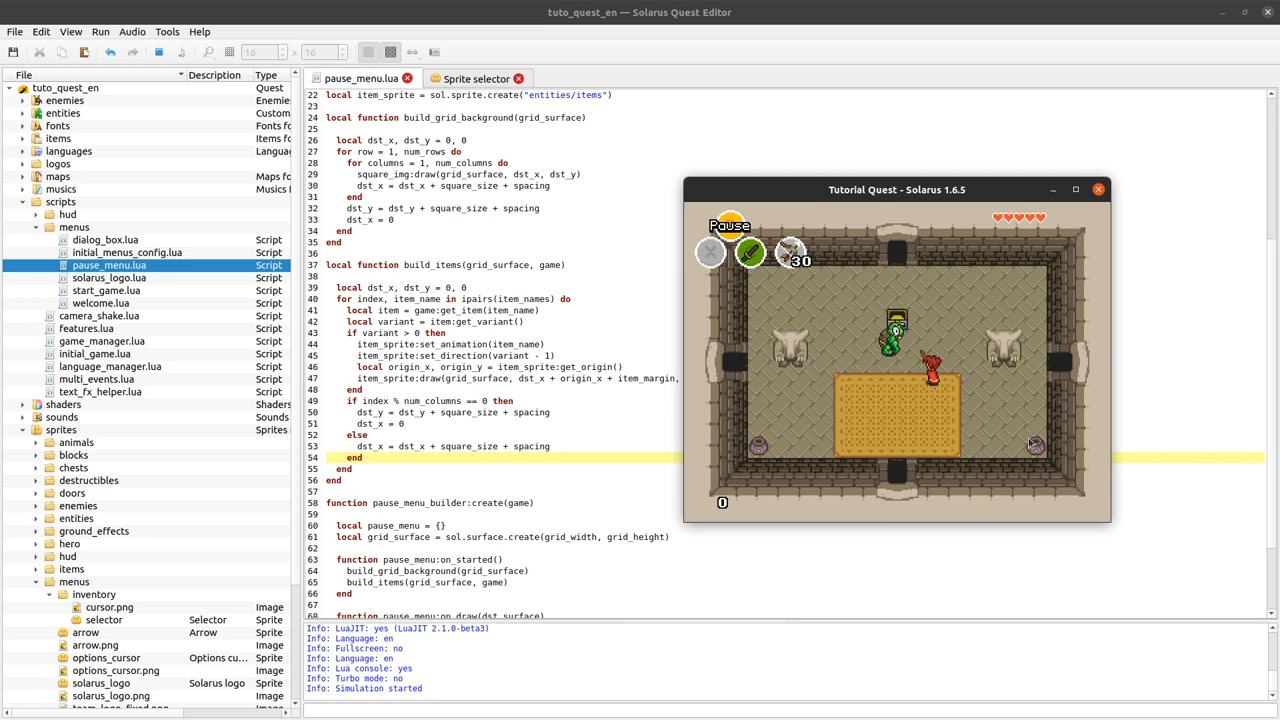 tuto_quest_en — Solarus Quest Editor
File Edit View Run Audio Tools Help
16 x 16
File Description Type
tuto_quest_en Quest
enemies Enemie:
entities Custom
fonts Fonts fo
items Items fo
languages Languag
logos
maps Maps fo
musics Musics f
scripts
hud
menus
dialog_box.lua Script
initial_menus_config.lua Script
pause_menu.lua Script
solarus_logo.lua Script
start_game.lua Script
welcome.lua Script
camera_shake.lua Script
features.lua Script
game_manager.lua Script
initial_game.lua Script
language_manager.lua Script
multi_events.lua Script
text_fx_helper.lua Script
shaders Shaders
sounds Sounds f
sprites Sprites f
animals
blocks
chests
destructibles
doors
enemies
entities
ground_effects
hero
hud
items
menus
inventory
cursor.png Image
selector Selector Sprite
arrow Arrow Sprite
arrow.png Image
options_cursor Options cu... Sprite
options_cursor.png Image
solarus_logo Solarus logo Sprite
solarus_logo.png Image
team_logo_fixed.png Image
pause_menu.lua Sprite selector
22 local item_sprite = sol.sprite.create("entities/items")
23
24 local function build_grid_background(grid_surface)
25
26 local dst_x, dst_y = 0, 0
27 for row = 1, num_rows do
28 for columns = 1, num_columns do
29 square_img:draw(grid_surface, dst_x, dst_y)
30 dst_x = dst_x + square_size + spacing
31 end
32 dst_y = dst_y + square_size + spacing
33 dst_x = 0
34 end
35 end
36
37 local function build_items(grid_surface, game)
38
39 local dst_x, dst_y = 0, 0
40 for index, item_name in ipairs(item_names) do
41 local item = game:get_item(item_name)
42 local variant = item:get_variant()
43 if variant > 0 then
44 item_sprite:set_animation(item_name)
45 item_sprite:set_direction(variant - 1)
46 local origin_x, origin_y = item_sprite:get_origin()
47 item_sprite:draw(grid_surface, dst_x + origin_x + item_margin,
48 end
49 if index % num_columns == 0 then
50 dst_y = dst_y + square_size + spacing
51 dst_x = 0
52 else
53 dst_x = dst_x + square_size + spacing
54 end
55 end
56 end
57
58 function pause_menu_builder:create(game)
59
60 local pause_menu = {}
61 local grid_surface = sol.surface.create(grid_width, grid_height)
62
63 function pause_menu:on_started()
64 build_grid_background(grid_surface)
65 build_items(grid_surface, game)
66 end
67
68 function pause_menu:on_draw(dst_surface)
Tutorial Quest - Solarus 1.6.5
Pause
30
0
Info: LuaJIT: yes (LuaJIT 2.1.0-beta3)
Info: Language: en
Info: Fullscreen: no
Info: Language: en
Info: Lua console: yes
Info: Turbo mode: no
Info: Simulation started